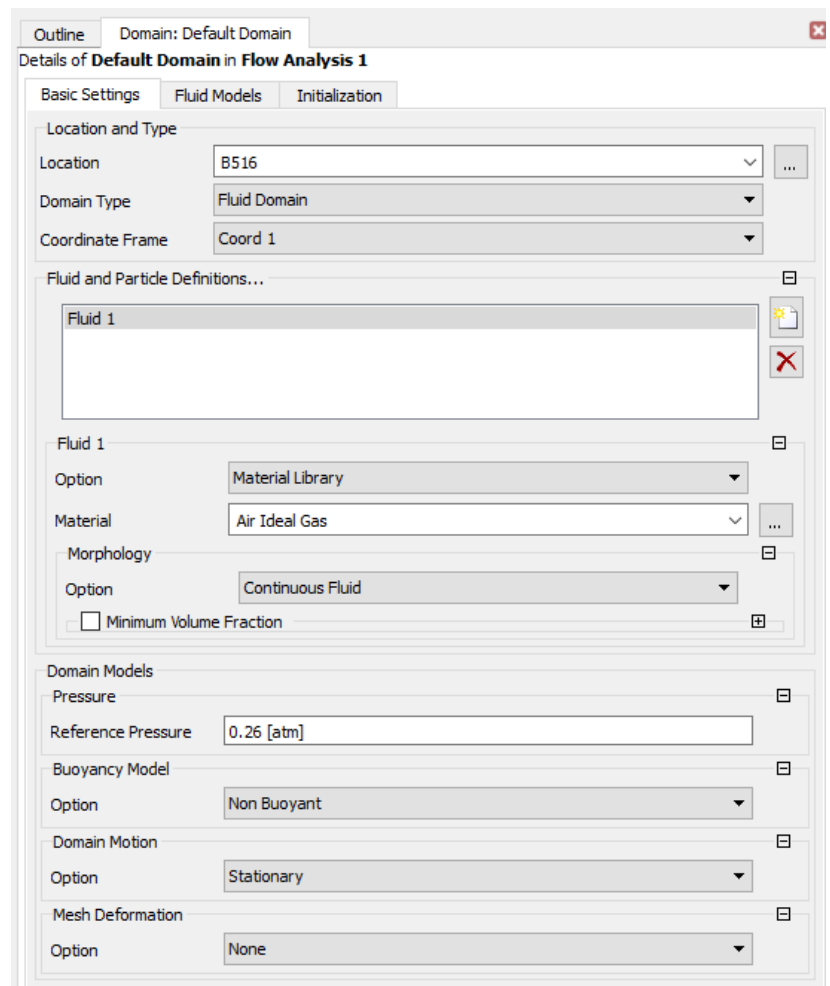 Outline Domain: Default Domain
Details of Default Domain in Flow Analysis 1
Basic Settings Fluid Models Initialization
Location and Type
Location B516 ...
Domain Type Fluid Domain
Coordinate Frame Coord 1
Fluid and Particle Definitions...
Fluid 1
Fluid 1
Option Material Library
Material Air Ideal Gas ...
Morphology
Option Continuous Fluid
Minimum Volume Fraction
Domain Models
Pressure
Reference Pressure 0.26 [atm]
Buoyancy Model
Option Non Buoyant
Domain Motion
Option Stationary
Mesh Deformation
Option None